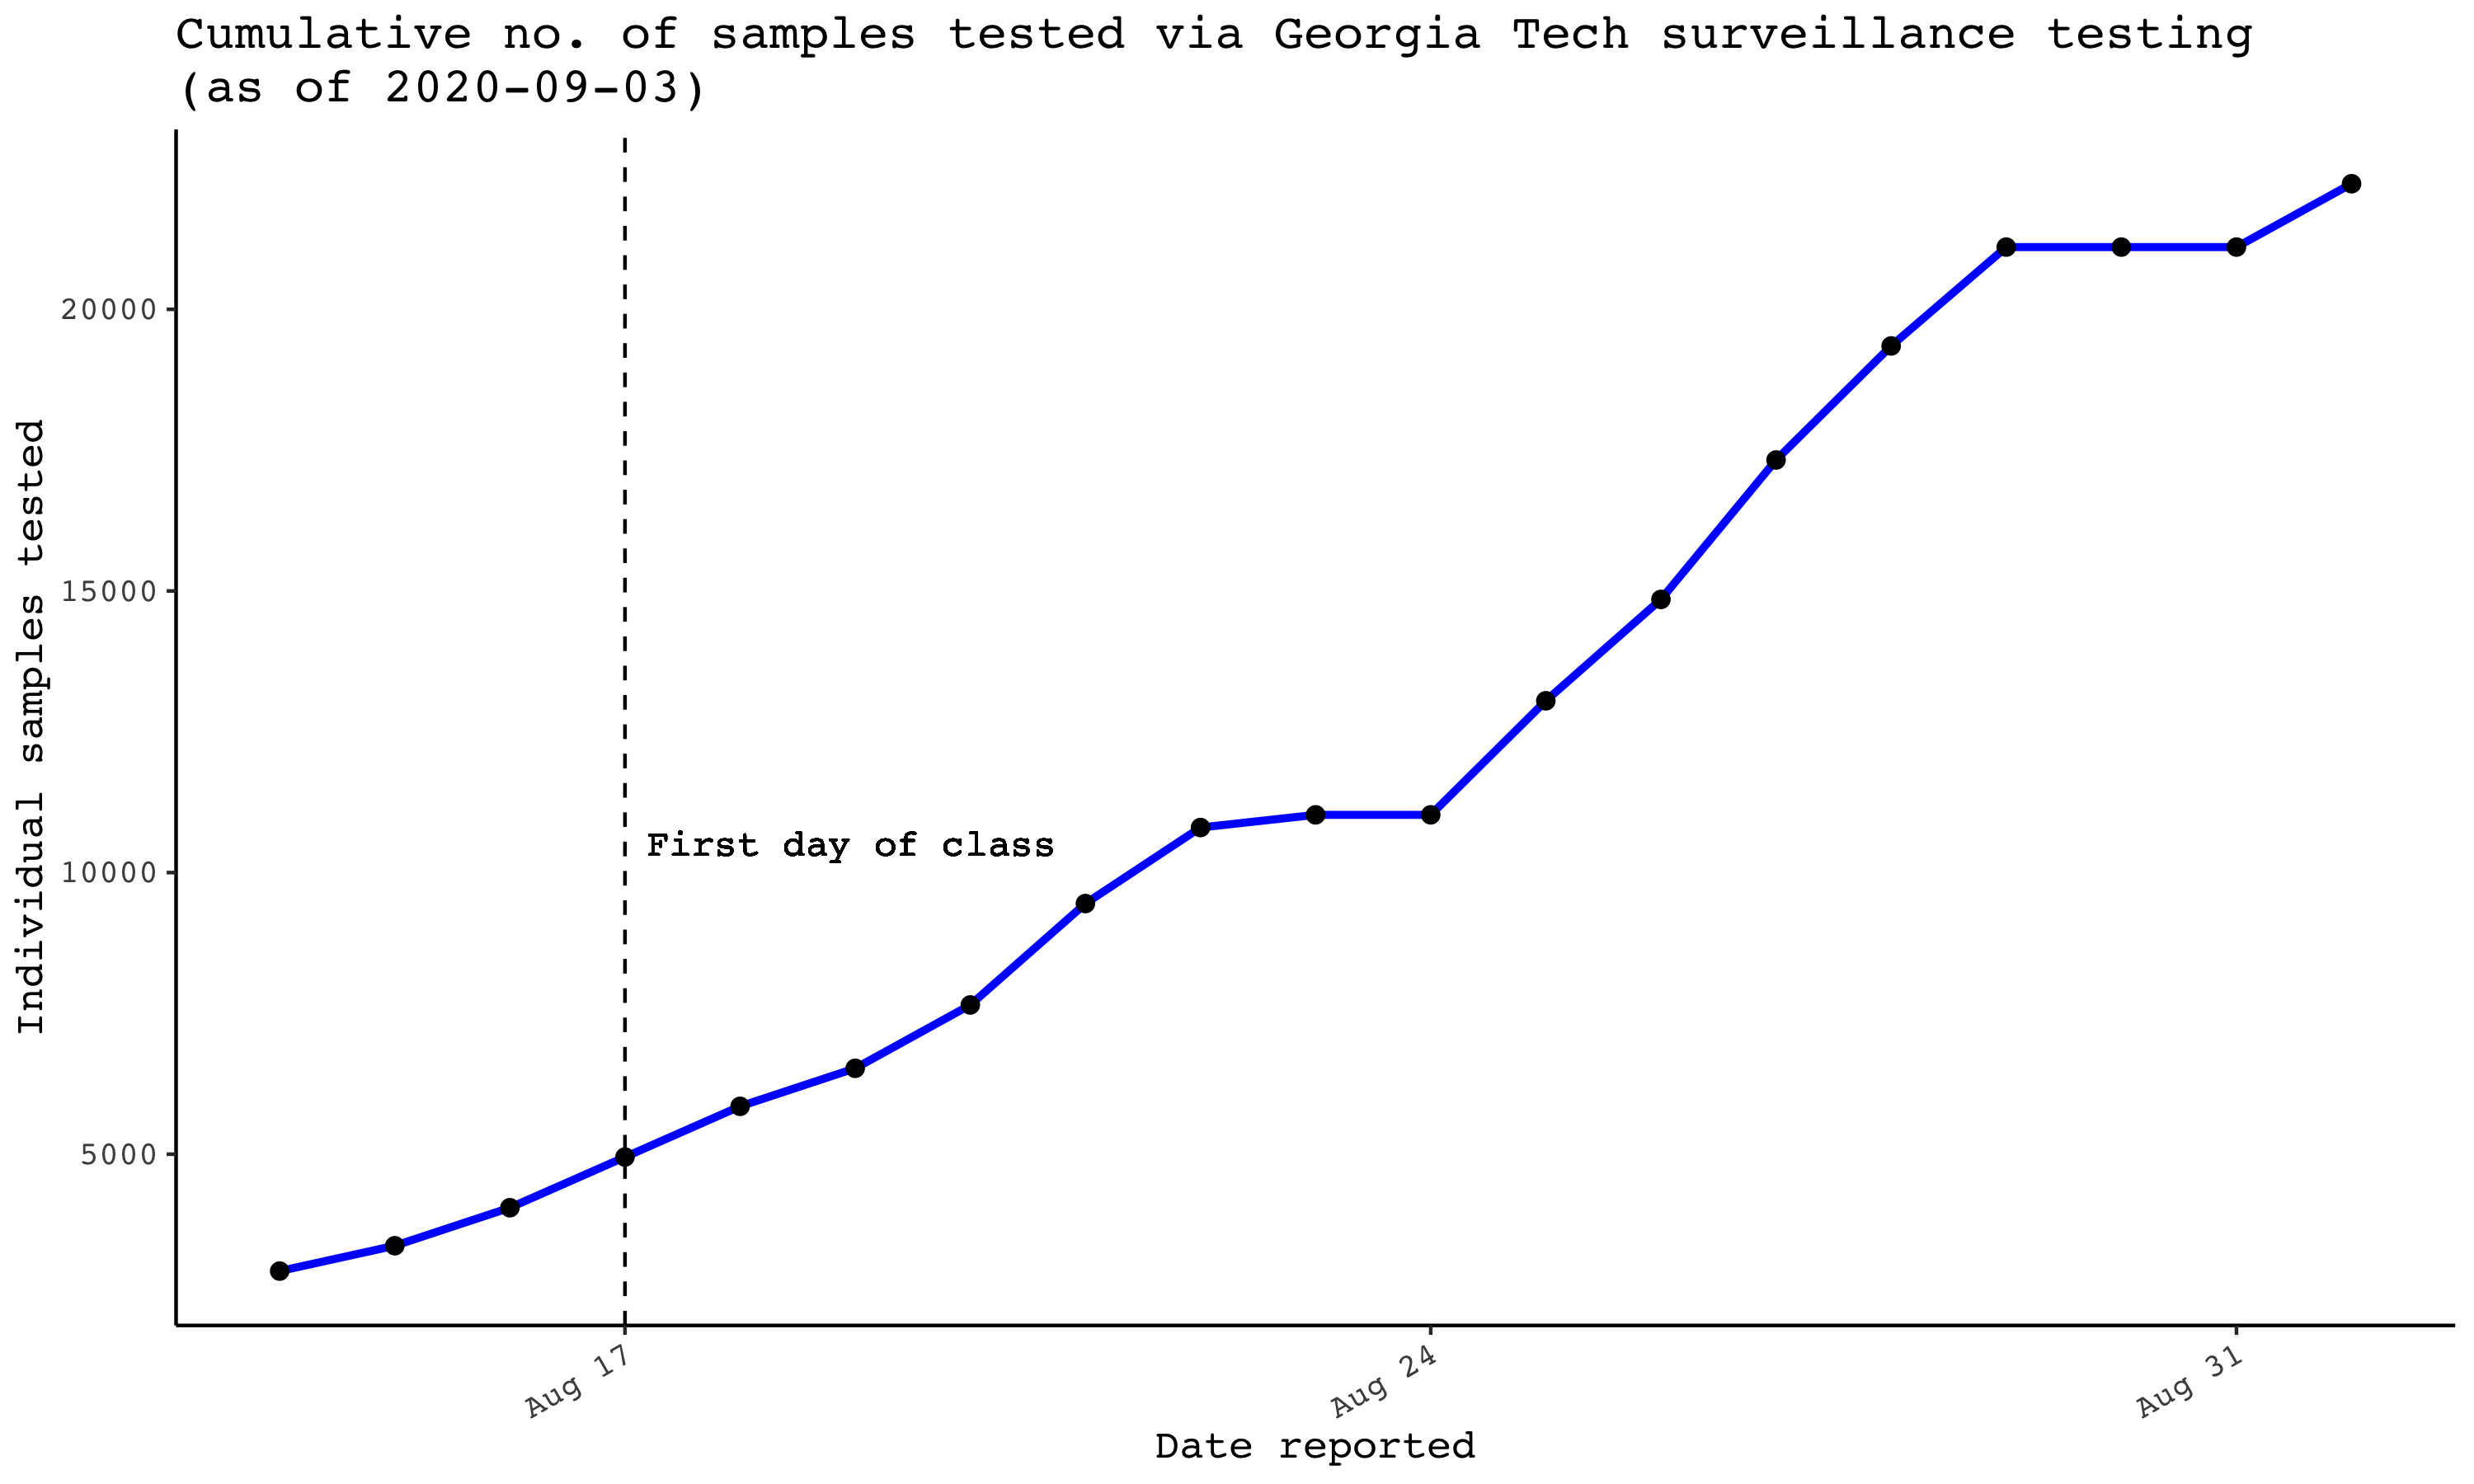 Cumulative no. of samples tested via Georgia Tech surveillance testing
(as of 2020-09-03)
Individual samples tested
20000
15000
10000
5000
First day of class
Aug 17
Aug 24
Aug 31
Date reported